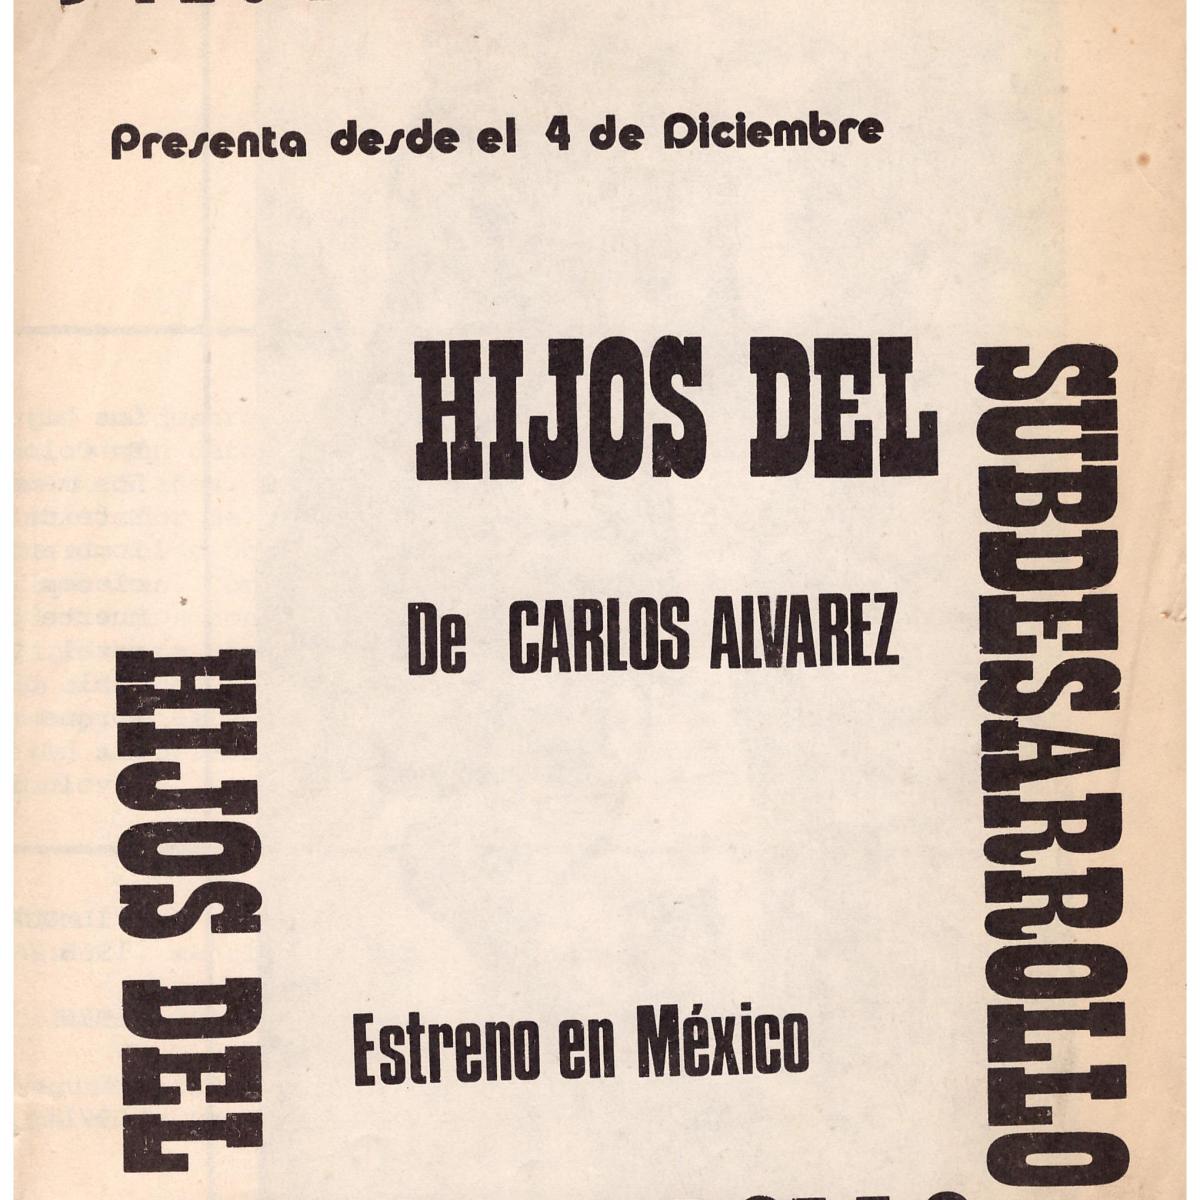 Presenta desde el 4 de Diciembre
HIJOS DEL
SUBDESARROLLO
De CARLOS ALVAREZ
HIJOS DEL
Estreno en México